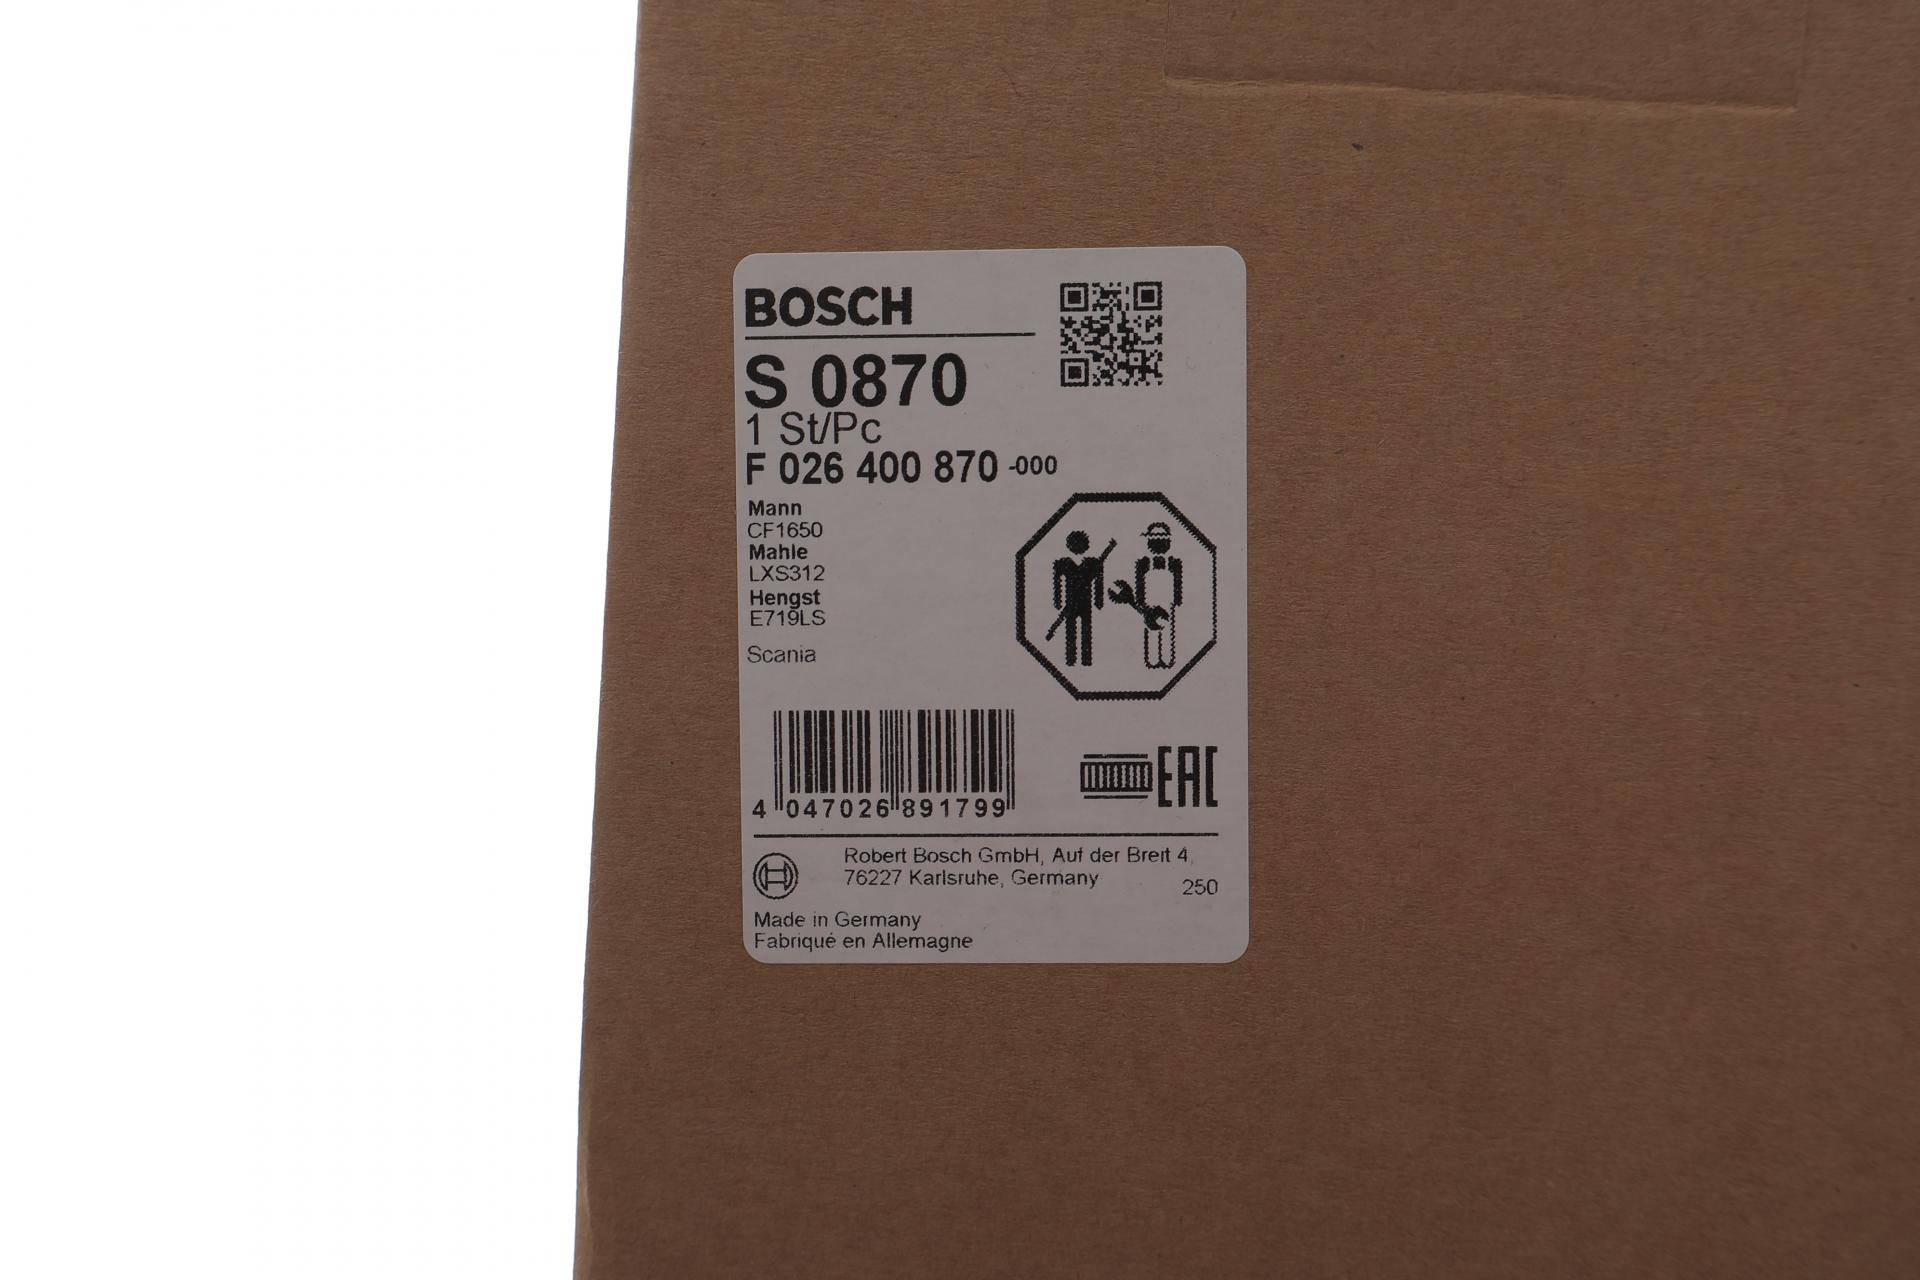 BOSCH
S 0870
1 St/Pc
F 026 400 870 -000
Mann
CF1650
Mahle
LXS312
Hengst
E719LS
Scania
4 047026 891799
EAC
Robert Bosch GmbH, Auf der Breit 4,
76227 Karlsruhe, Germany
250
Made in Germany
Fabriqué en Allemagne